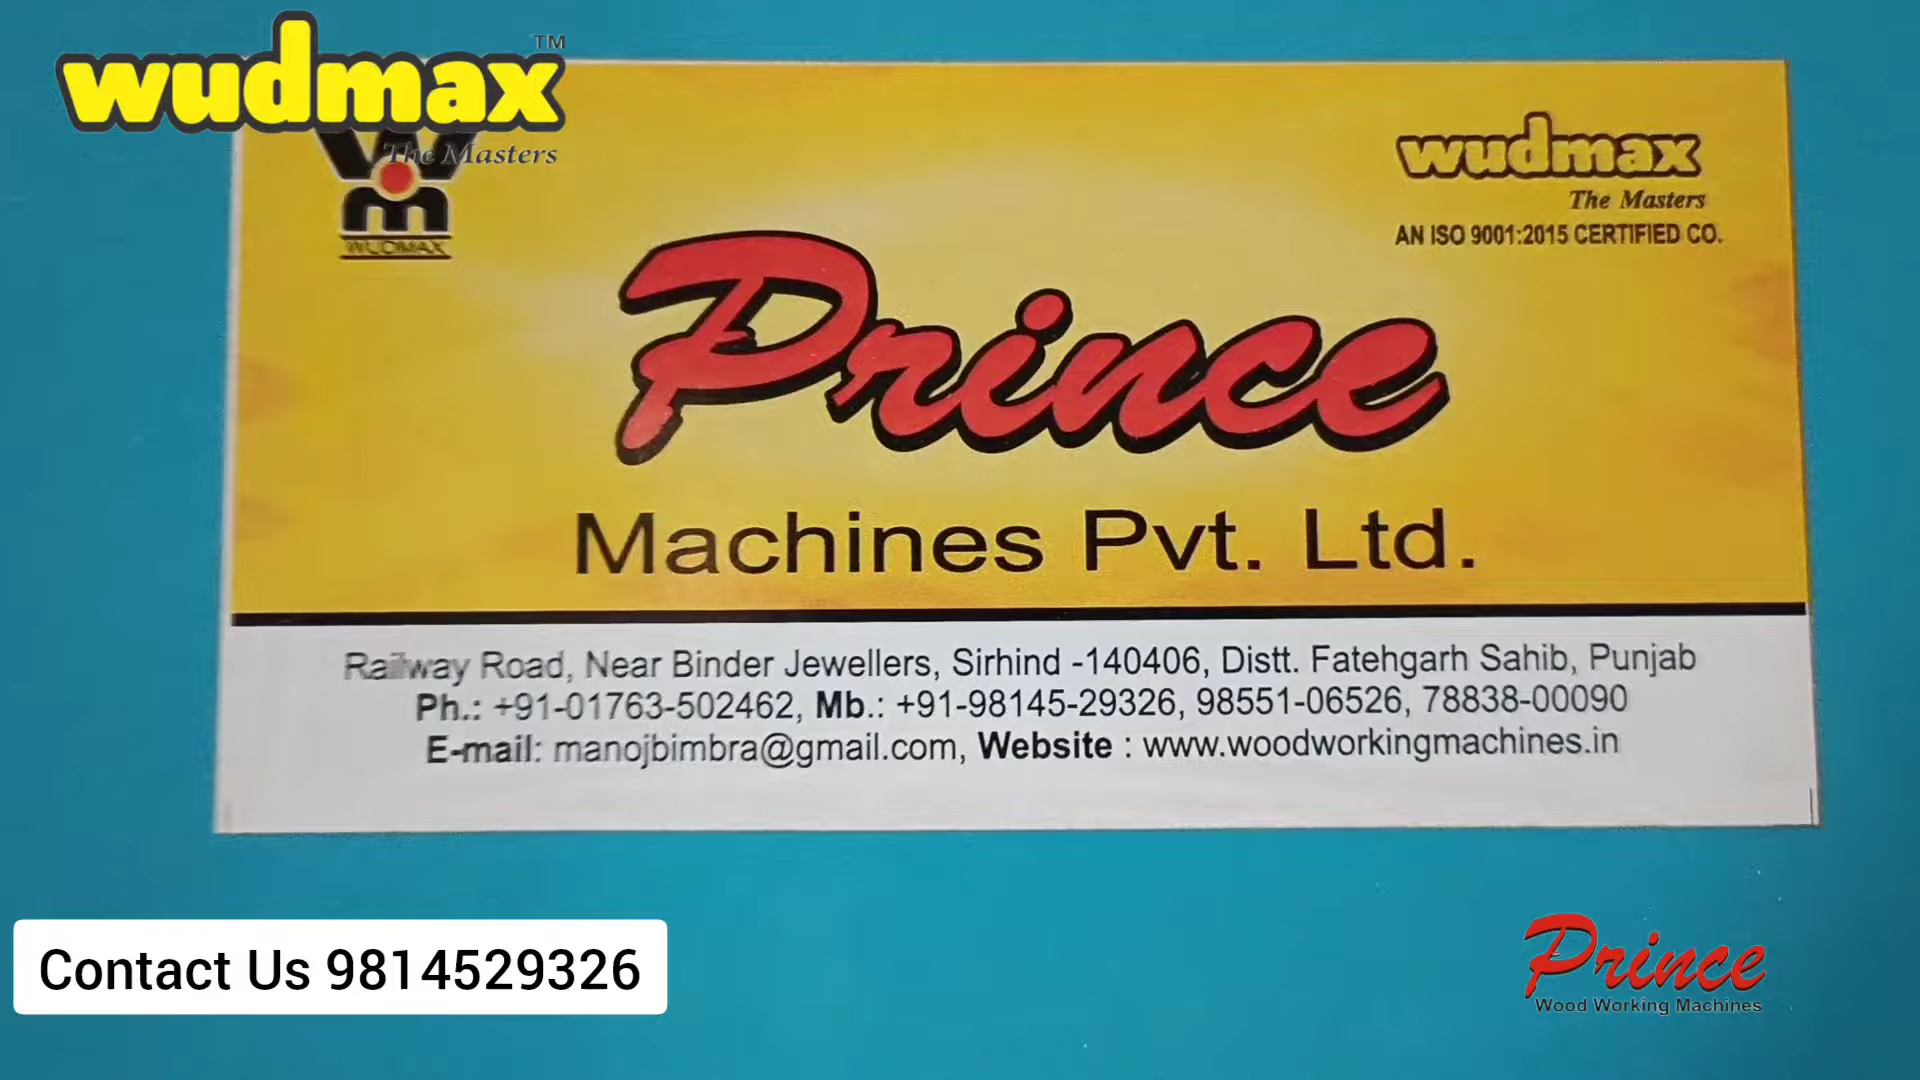 wudmax TM
The Masters
WUDMAX
wudmax
The Masters
AN ISO 9001:2015 CERTIFIED CO.
Prince
Machines Pvt. Ltd.
Railway Road, Near Binder Jewellers, Sirhind -140406, Distt. Fatehgarh Sahib, Punjab
Ph.: +91-01763-502462, Mb.: +91-98145-29326, 98551-06526, 78838-00090
E-mail: manojbimbra@gmail.com, Website : www.woodworkingmachines.in
Contact Us 9814529326
Prince
Wood Working Machines